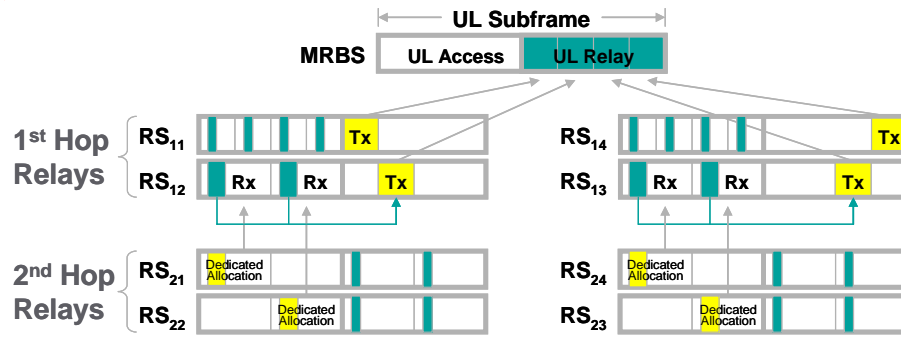 UL Subframe
MRBS
UL Access
UL Relay
1st Hop
Relays
RS11
Tx
RS12
Rx
Rx
Tx
RS14
Tx
RS13
Rx
Rx
Tx
2nd Hop
Relays
RS21
Dedicated
Allocation
RS22
Dedicated
Allocation
RS24
Dedicated
Allocation
RS23
Dedicated
Allocation